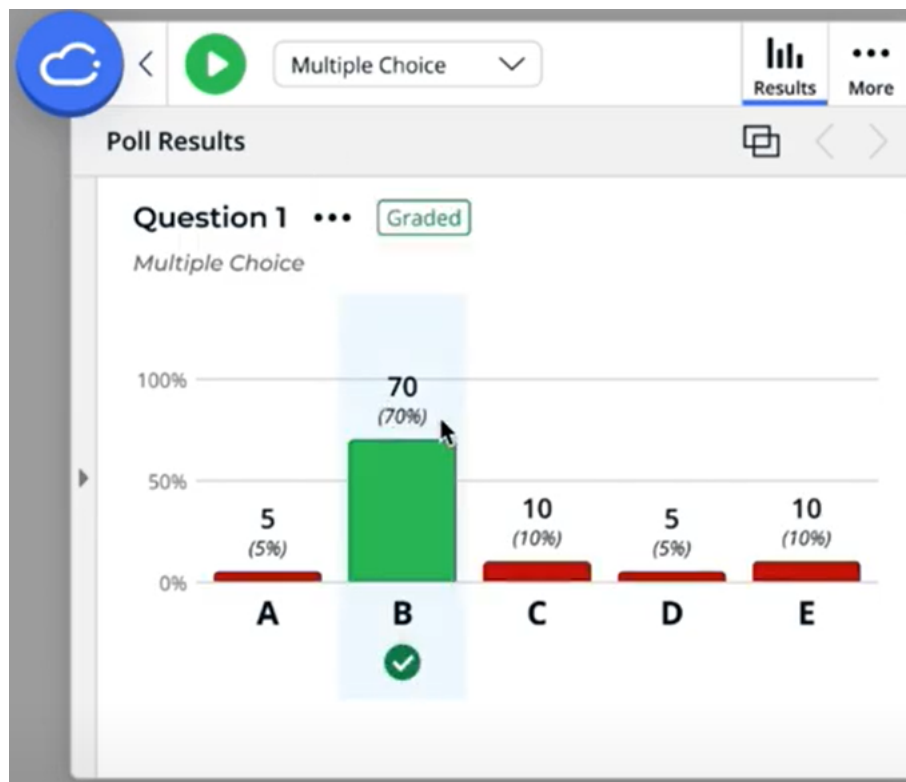 Multiple Choice
Results
More
Poll Results
Question 1 ••• Graded
Multiple Choice
100%
70
(70%)
50%
5
(5%)
10
(10%)
5
(5%)
10
(10%)
0%
A B C D E